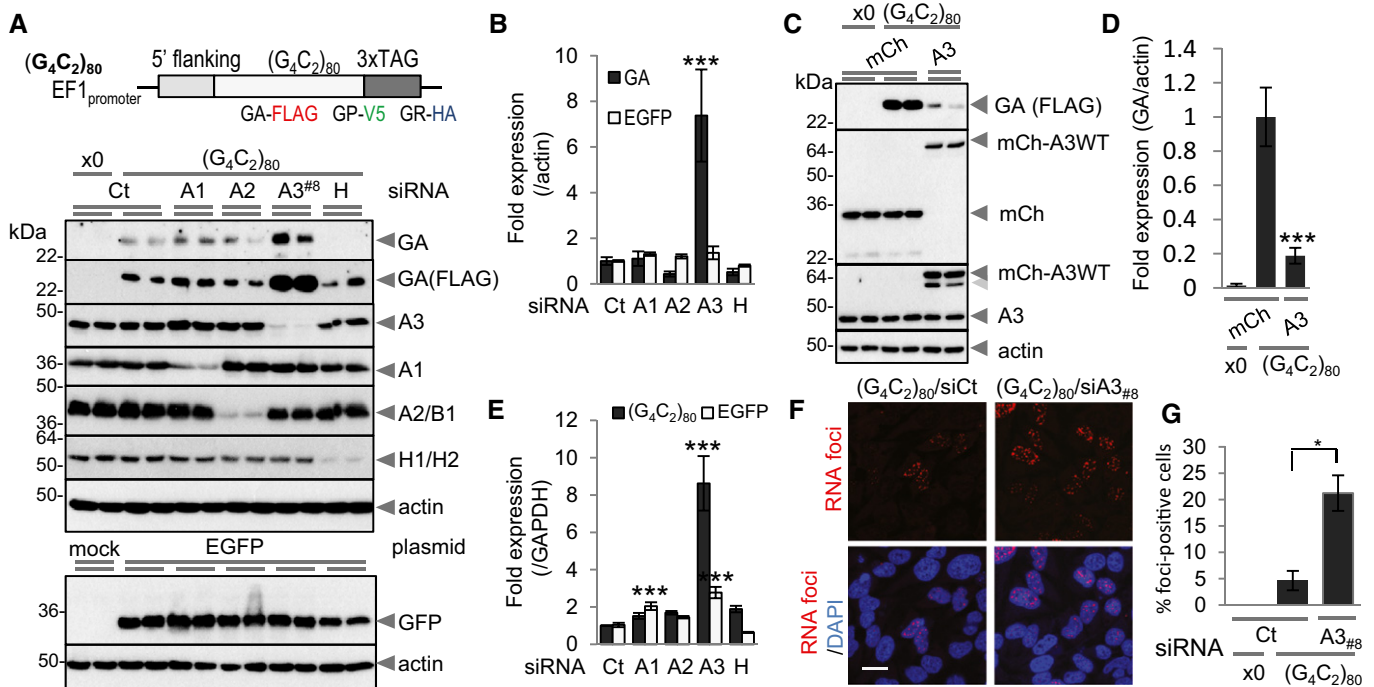 A
5' flanking (G4C2)80 3xTAG
(G4C2)80
EF1promoter
GA-FLAG GP-V5 GR-HA
x0 (G4C2)80
Ct A1 A2 A3#8 H siRNA
kDa
22-
GA
22-
GA(FLAG)
50-
A3
36-
A1
50-
36-
A2/B1
64-
50-
H1/H2
50-
actin
mock EGFP plasmid
36-
GFP
50-
actin
B
Fold expression
(/actin)
10
8
6
4
2
0
GA
EGFP
***
siRNA Ct A1 A2 A3 H
C
x0 (G4C2)80
mCh A3
kDa
22-
GA (FLAG)
64-
mCh-A3WT
50-
36-
mCh
22-
64-
mCh-A3WT
50-
A3
50-
actin
D
Fold expression (GA/actin)
1.4
1.2
1
0.8
0.6
0.4
0.2
0
***
mCh A3
x0 (G4C2)80
E
(G4C2)80 EGFP
Fold expression
(/GAPDH)
12
10
8
6
4
2
0
***
***
***
siRNA Ct A1 A2 A3 H
F
(G4C2)80/siCt (G4C2)80/siA3#8
RNA foci
RNA foci
/DAPI
G
% foci-positive cells
30
25
20
15
10
5
0
*
siRNA Ct A3#8
x0 (G4C2)80